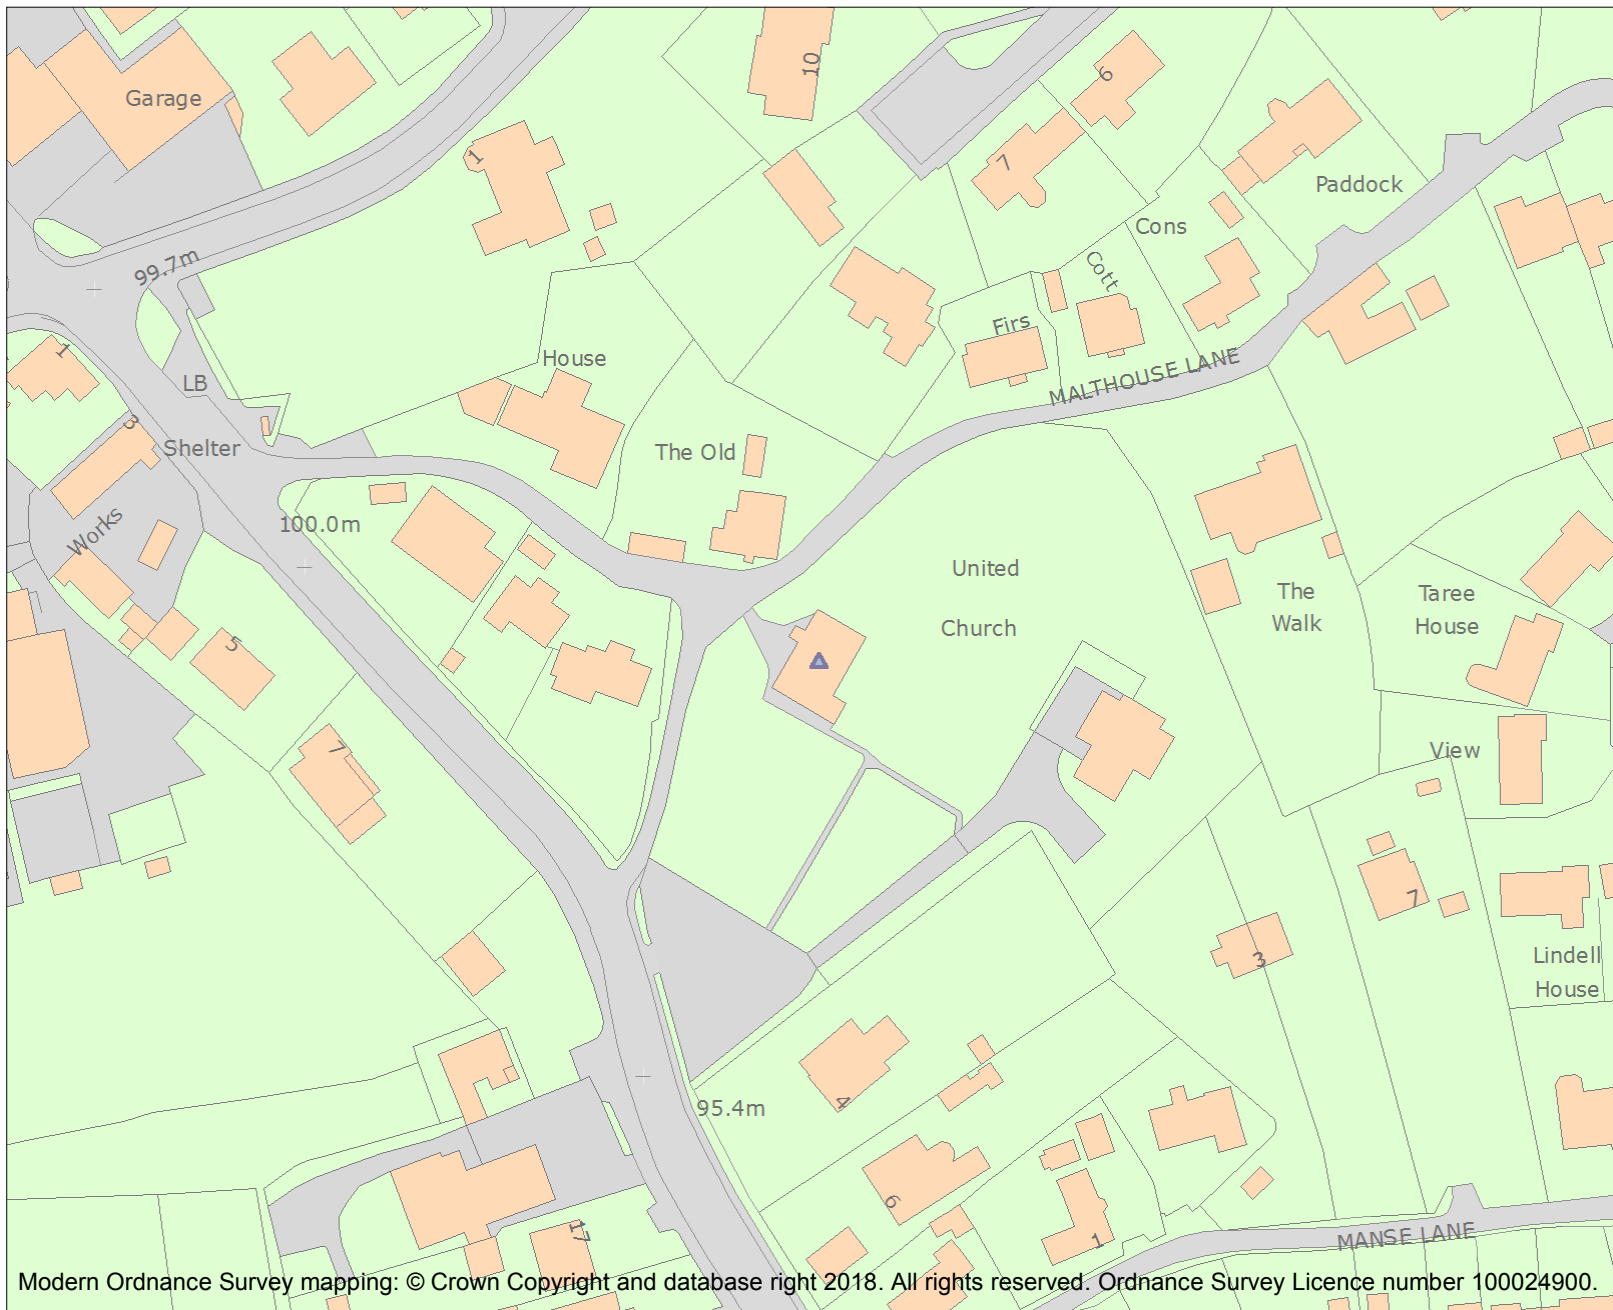 10
6
Garage
1
7
Paddock
Cons
99.7m
Cott
Firs
1
House
MALTHOUSE LANE
LB
3
Shelter
The Old
Works
100.0m
United
Church
The
Walk
Taree
House
5
7
View
7
3
Lindell
House
4
95.4m
6
17
1
MANSE LANE
Modern Ordnance Survey mapping: © Crown Copyright and database right 2018. All rights reserved. Ordnance Survey Licence number 100024900.